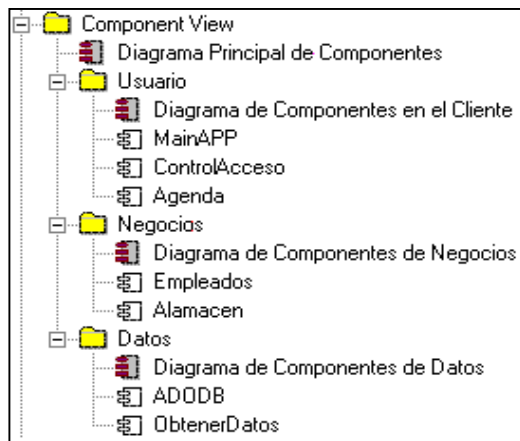 Component View
Diagrama Principal de Componentes
Usuario
Diagrama de Componentes en el Cliente
MainAPP
ControlAcceso
Agenda
Negocios
Diagrama de Componentes de Negocios
Empleados
Alamacen
Datos
Diagrama de Componentes de Datos
ADODB
ObtenerDatos